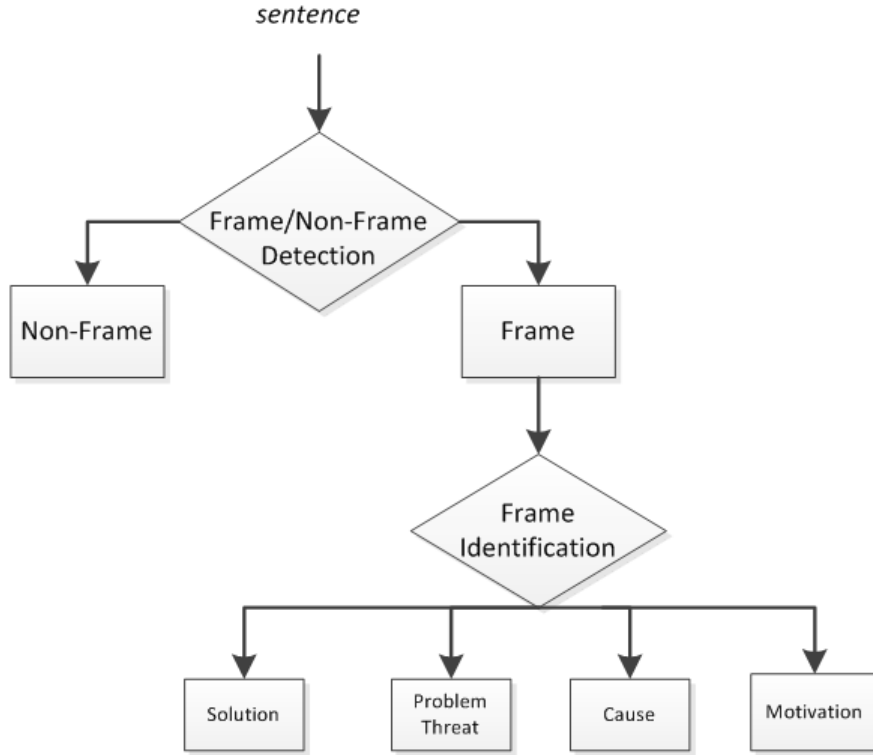 sentence
Frame/Non-Frame
Detection
Non-Frame
Frame
Frame
Identification
Solution
Problem
Threat
Cause
Motivation